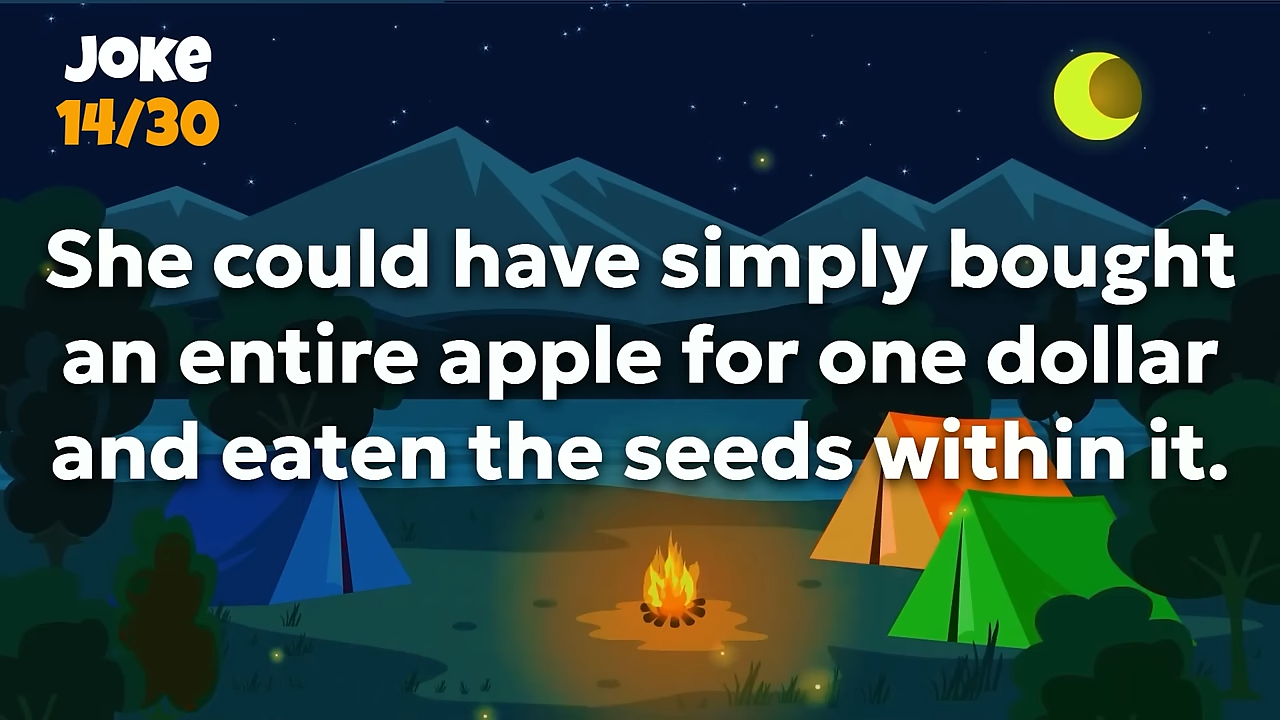 Joke
14/30
She could have simply bought
an entire apple for one dollar
and eaten the seeds within it.